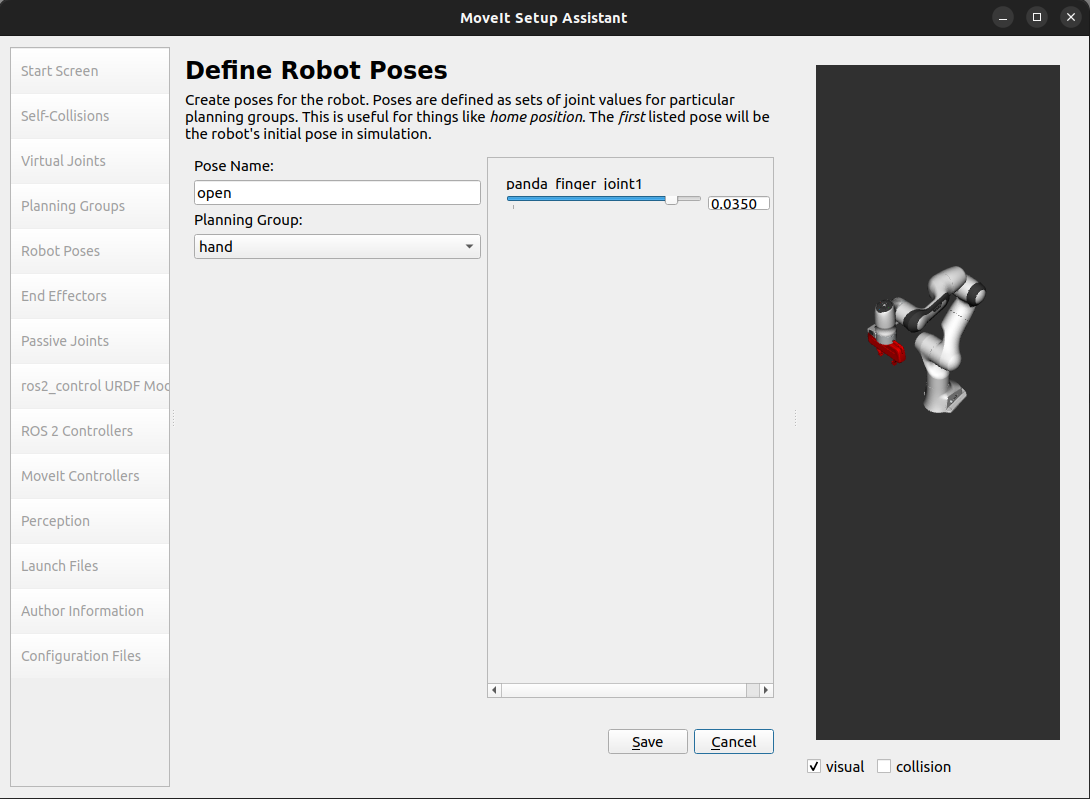 MoveIt Setup Assistant
Start Screen
Self-Collisions
Virtual Joints
Planning Groups
Robot Poses
End Effectors
Passive Joints
ros2_control URDF Moc
ROS 2 Controllers
MoveIt Controllers
Perception
Launch Files
Author Information
Configuration Files
Define Robot Poses
Create poses for the robot. Poses are defined as sets of joint values for particular
planning groups. This is useful for things like home position. The first listed pose will be
the robot's initial pose in simulation.
Pose Name:
open
Planning Group:
hand
panda_finger_joint1
0.0350
Save
Cancel
visual
collision